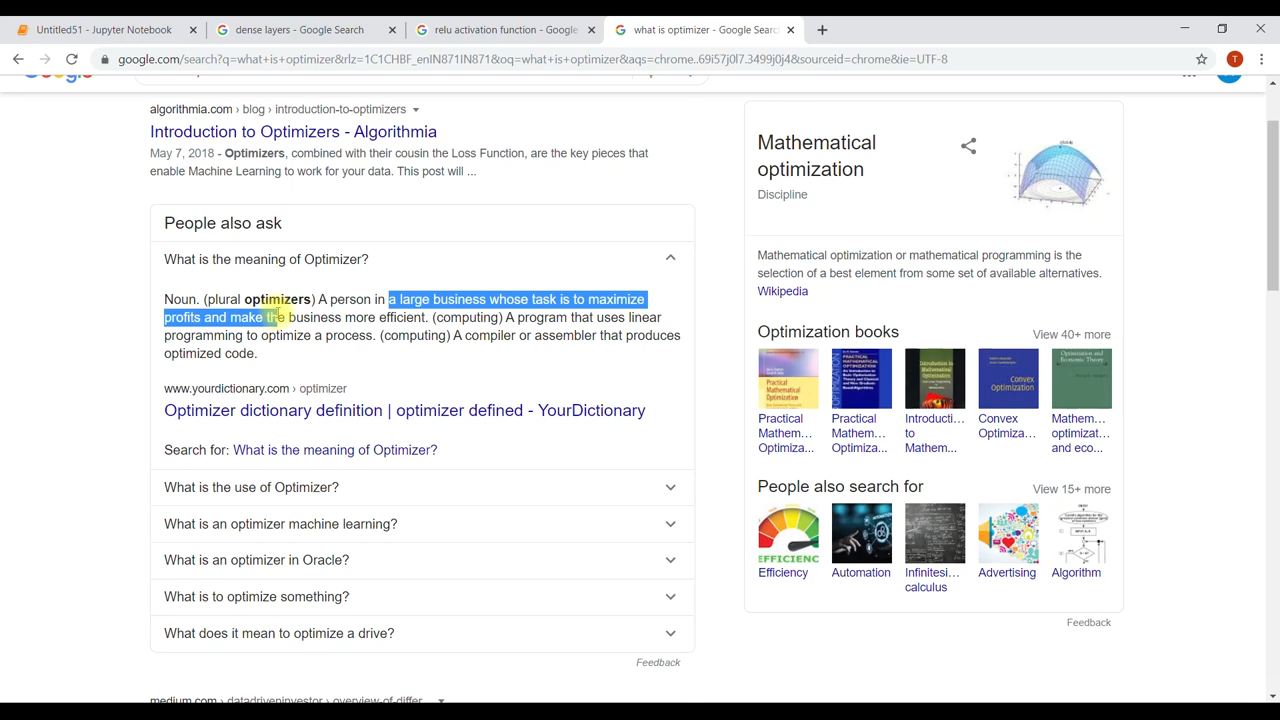 Untitled51 - Jupyter Notebook
dense layers - Google Search
relu activation function - Google
what is optimizer - Google Search
google.com/search?q=what+is+optimizer&rlz=1C1CHBF_enIN871IN871&oq=what+is+optimizer&aqs=chrome..69i57j0l7.3499j0j4&sourceid=chrome&ie=UTF-8
T
algorithmia.com › blog › introduction-to-optimizers
Introduction to Optimizers - Algorithmia
May 7, 2018 - Optimizers, combined with their cousin the Loss Function, are the key pieces that
enable Machine Learning to work for your data. This post will ...
People also ask
What is the meaning of Optimizer?
Noun. (plural optimizers) A person in a large business whose task is to maximize
profits and make the business more efficient. (computing) A program that uses linear
programming to optimize a process. (computing) A compiler or assembler that produces
optimized code.
www.yourdictionary.com › optimizer
Optimizer dictionary definition | optimizer defined - YourDictionary
Search for: What is the meaning of Optimizer?
What is the use of Optimizer?
What is an optimizer machine learning?
What is an optimizer in Oracle?
What is to optimize something?
What does it mean to optimize a drive?
Feedback
medium.com › datadriveninvestor › overview-of-differ...
Mathematical
optimization
Discipline
Mathematical optimization or mathematical programming is the
selection of a best element from some set of available alternatives.
Wikipedia
Optimization books
View 40+ more
Practical Mathem... Optimiza...
Practical Mathem... Optimiza...
Introducti... to Mathem...
Convex Optimiza...
Mathem... optimizat... and eco...
People also search for
View 15+ more
EFFICIENC
Efficiency
Automation
Infinitesi... calculus
Advertising
Algorithm
Feedback